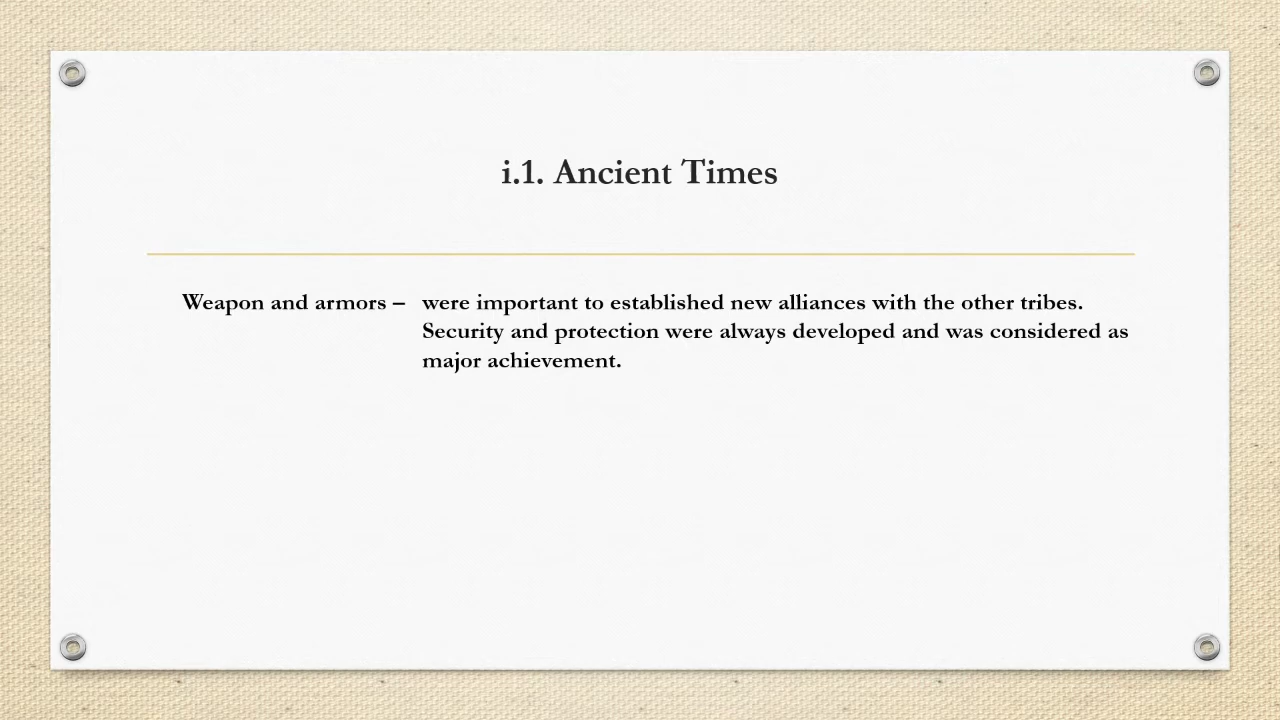 i.1. Ancient Times
Weapon and armors – were important to established new alliances with the other tribes.
Security and protection were always developed and was considered as
major achievement.